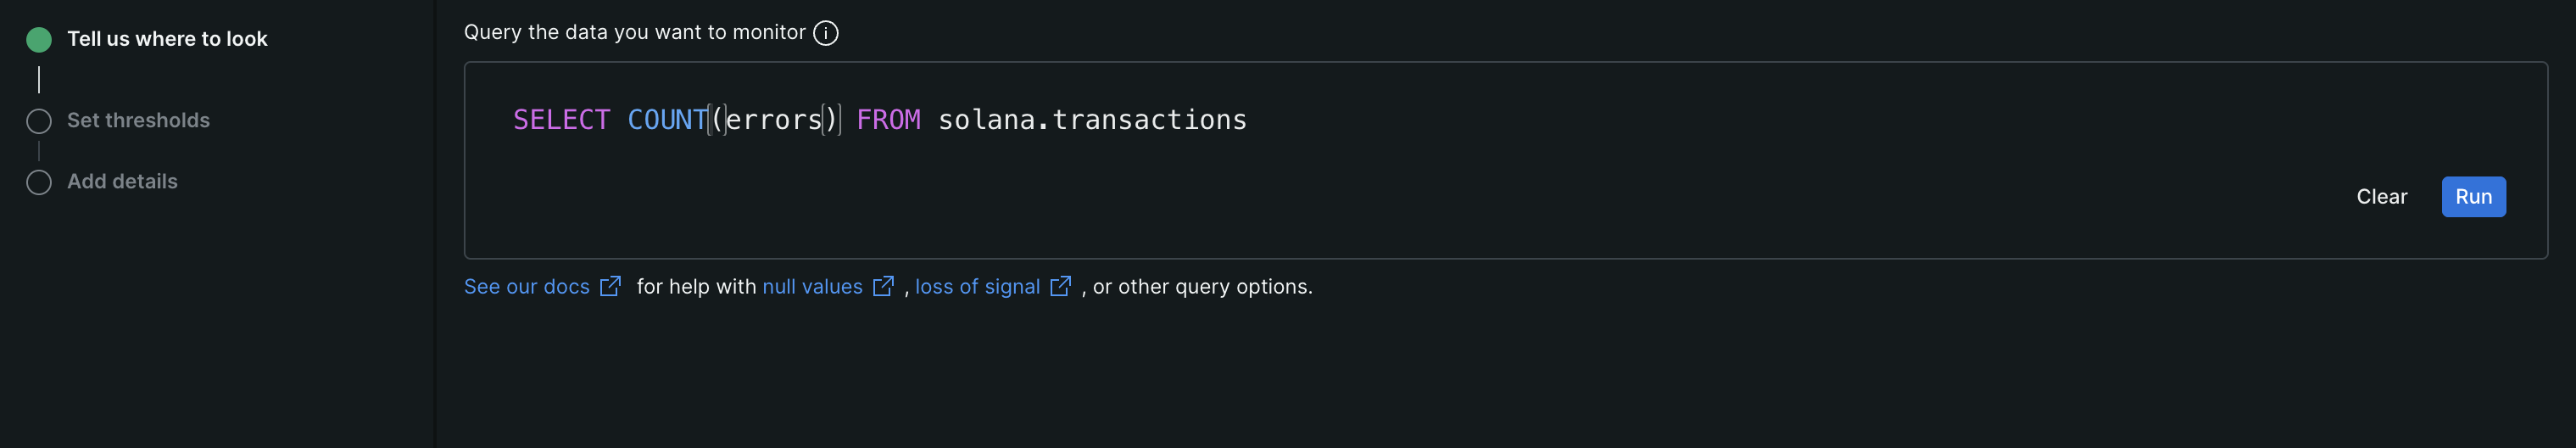 Tell us where to look
Set thresholds
Add details
Query the data you want to monitor
SELECT COUNT(errors) FROM solana.transactions
Clear Run
See our docs for help with null values , loss of signal , or other query options.